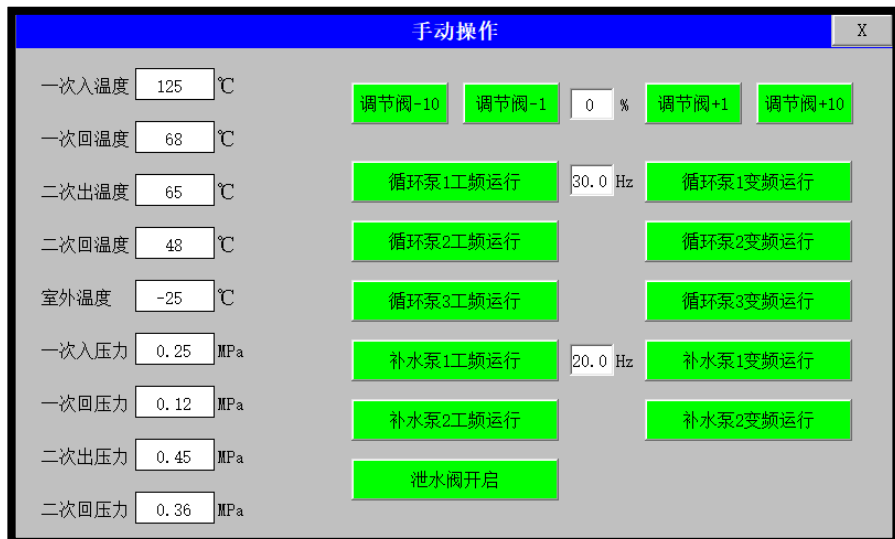 手动操作
X
一次入温度 125 ℃
调节阀-10 调节阀-1 0 % 调节阀+1 调节阀+10
一次回温度 68 ℃
循环泵1工频运行 30.0 Hz 循环泵1变频运行
二次出温度 65 ℃
二次回温度 48 ℃
循环泵2工频运行 循环泵2变频运行
室外温度 -25 ℃
循环泵3工频运行 循环泵3变频运行
一次入压力 0.25 MPa
补水泵1工频运行 20.0 Hz 补水泵1变频运行
一次回压力 0.12 MPa
补水泵2工频运行 补水泵2变频运行
二次出压力 0.45 MPa
泄水阀开启
二次回压力 0.36 MPa